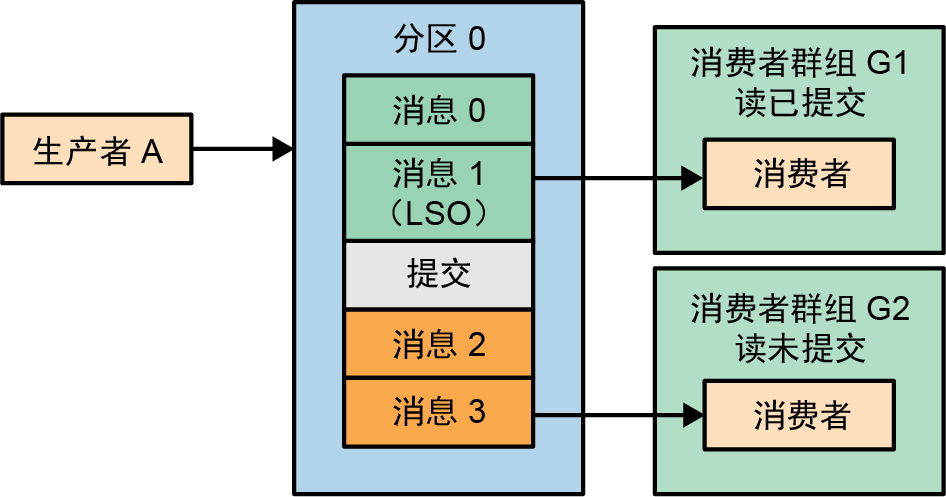 生产者 A
分区 0
消息 0
消息 1
（LSO）
提交
消息 2
消息 3
消费者群组 G1
读已提交
消费者
消费者群组 G2
读未提交
消费者